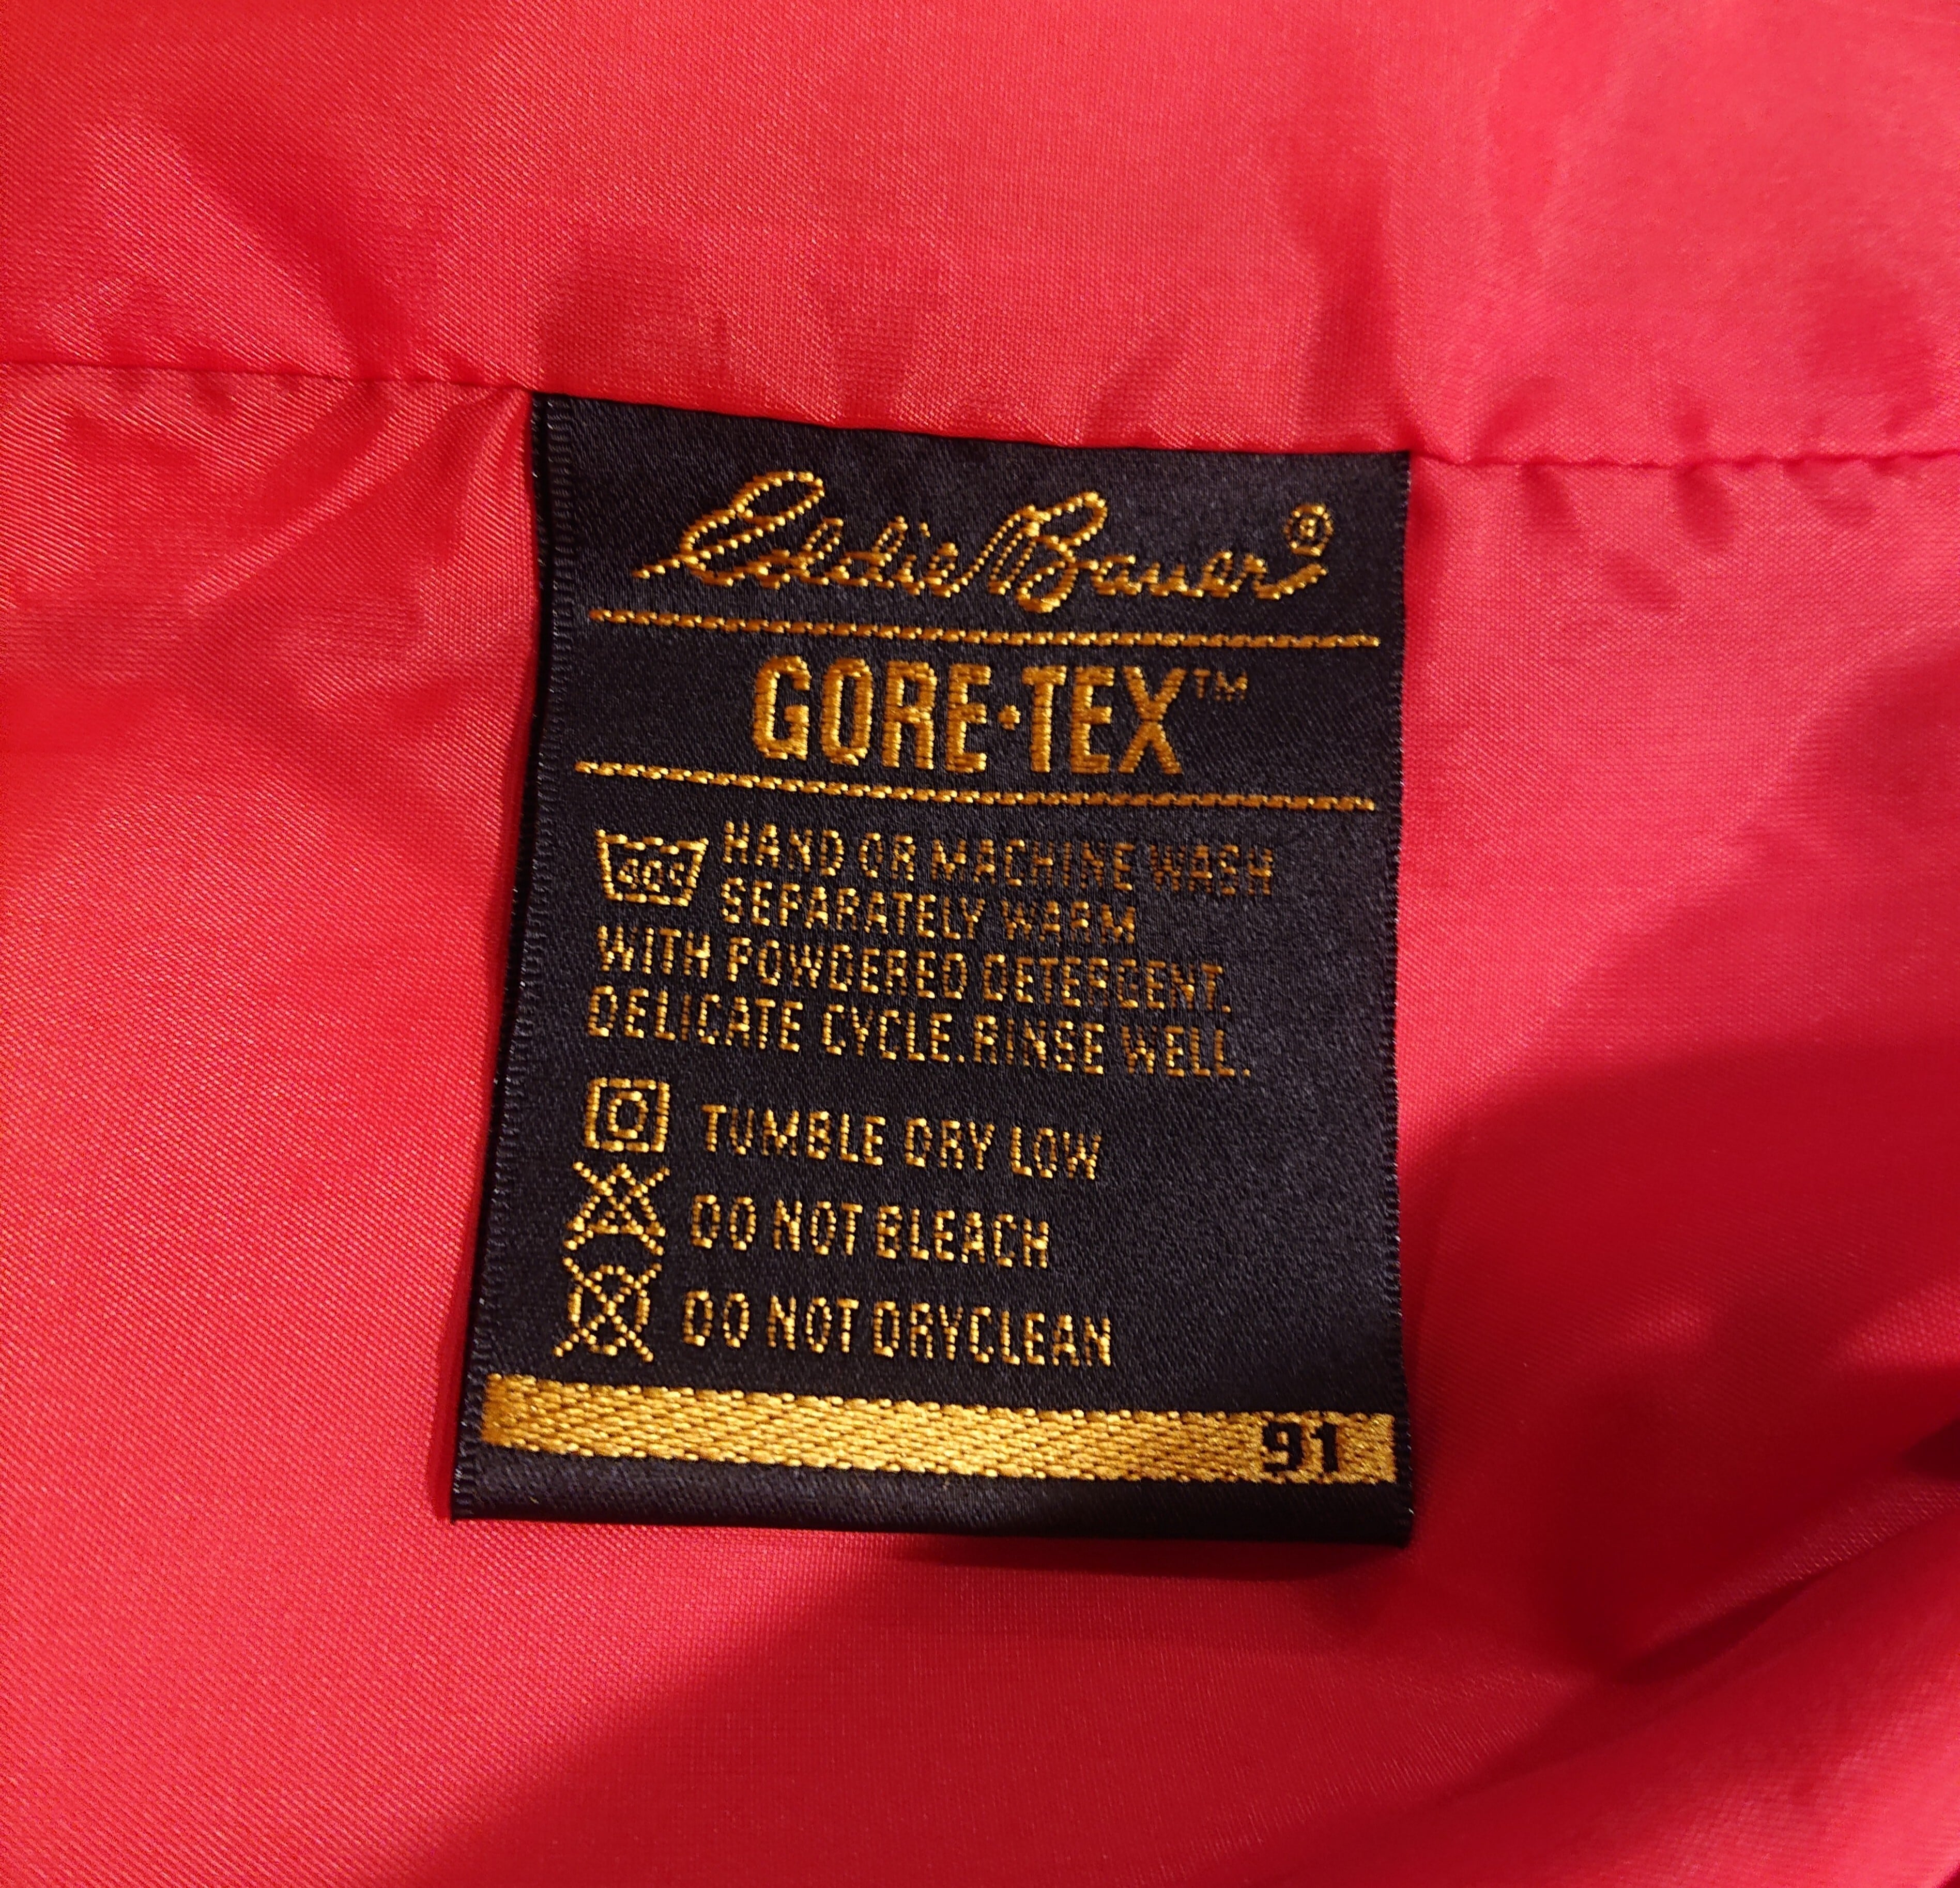 Eddie Bauer®
GORE·TEX™
HAND OR MACHINE WASH
SEPARATELY WARM
WITH POWDERED DETERGENT.
DELICATE CYCLE.RINSE WELL.
TUMBLE DRY LOW
DO NOT BLEACH
DO NOT DRYCLEAN
91